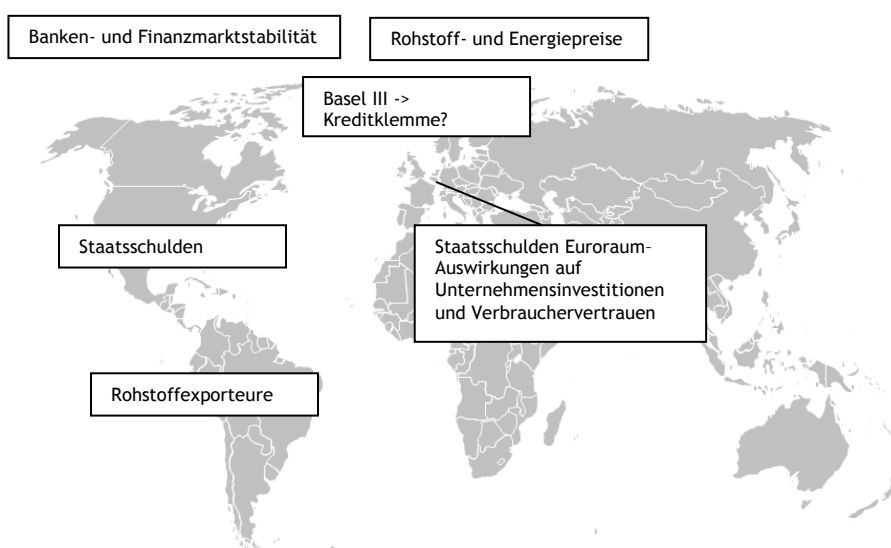 Banken- und Finanzmarktstabilität
Rohstoff- und Energiepreise
Basel III ->
Kreditklemme?
Staatsschulden
Staatsschulden Euroraum–
Auswirkungen auf
Unternehmensinvestitionen
und Verbrauchervertrauen
Rohstoffexporteure